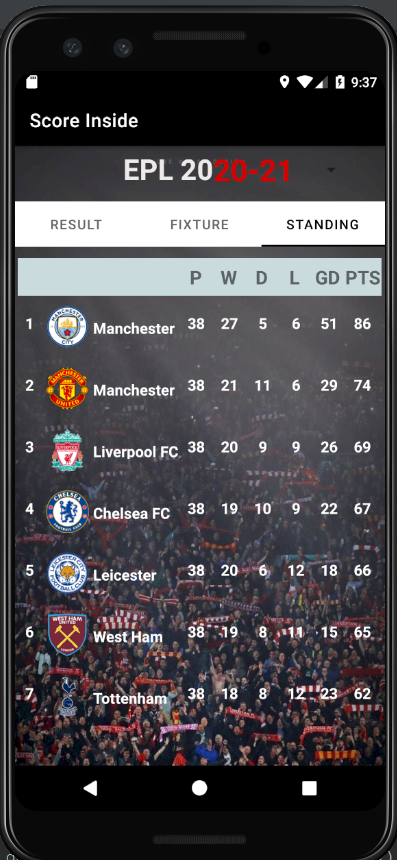 9:37
Score Inside
EPL 2020-21
RESULT FIXTURE STANDING
P W D L GD PTS
1 Manchester 38 27 5 6 51 86
2 Manchester 38 21 11 6 29 74
3 Liverpool FC 38 20 9 9 26 69
4 Chelsea FC 38 19 10 9 22 67
5 Leicester 38 20 6 12 18 66
6 West Ham 38 19 8 11 15 65
7 Tottenham 38 18 8 12 23 62